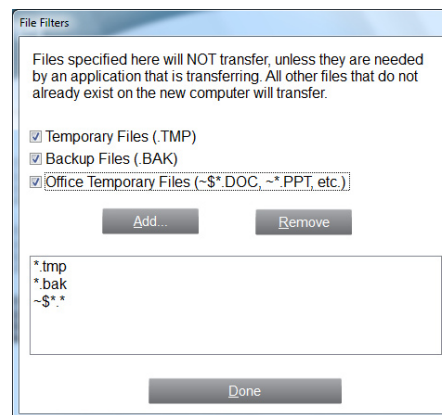 File Filters
Files specified here will NOT transfer, unless they are needed
by an application that is transferring. All other files that do not
already exist on the new computer will transfer.
Temporary Files (.TMP)
Backup Files (.BAK)
Office Temporary Files (~$*.DOC, ~*.PPT, etc.)
Add... Remove
*.tmp
*.bak
~$*.*
Done